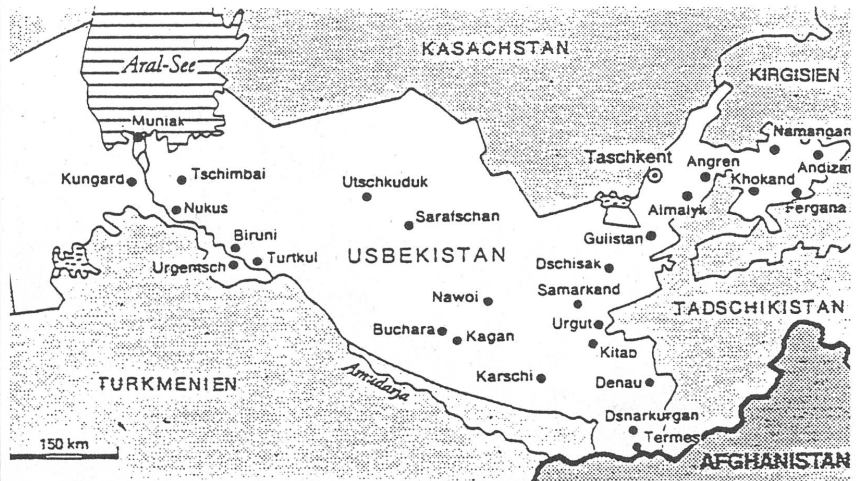 KASACHSTAN
Aral-See
KIRGISIEN
Muniak
Namangan
Taschkent
Angren
Andizan
Kungard
Tschimbai
Utschkuduk
Khokand
Almalyk
Fergana
Nukus
Sarafschan
Biruni
Gulistan
Turtkul
USBEKISTAN
Urgentsch
Dschisak
Nawoi
Samarkand
TADSCHIKISTAN
Buchara
Urgut
Kagan
Kitab
TURKMENIEN
Amudarja
Karschi
Denau
Dsnarkurgan
Termes
150 km
AFGHANISTAN